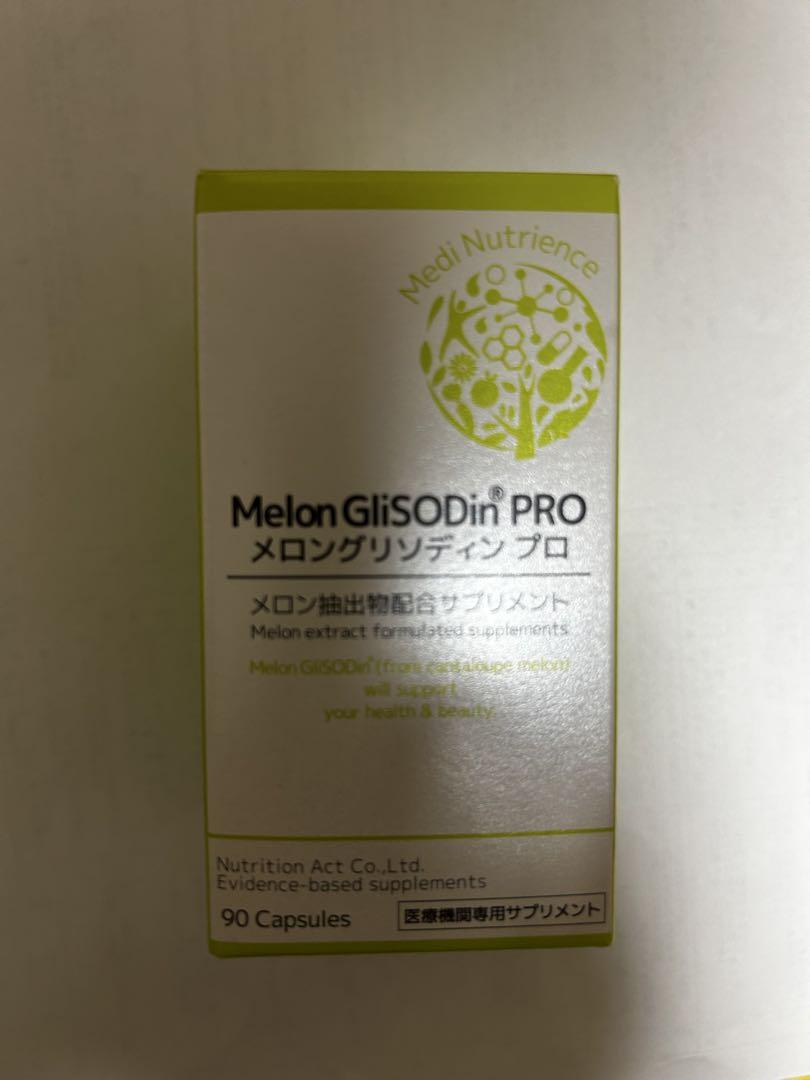 Medi Nutrience
Melon GliSODin® PRO
メロングリソディン プロ
メロン抽出物配合サプリメント
Melon extract formulated supplements
Melon GliSODin® (from cantaloupe melon)
will support
your health & beauty.
Nutrition Act Co.,Ltd.
Evidence-based supplements
90 Capsules
医療機関専用サプリメント